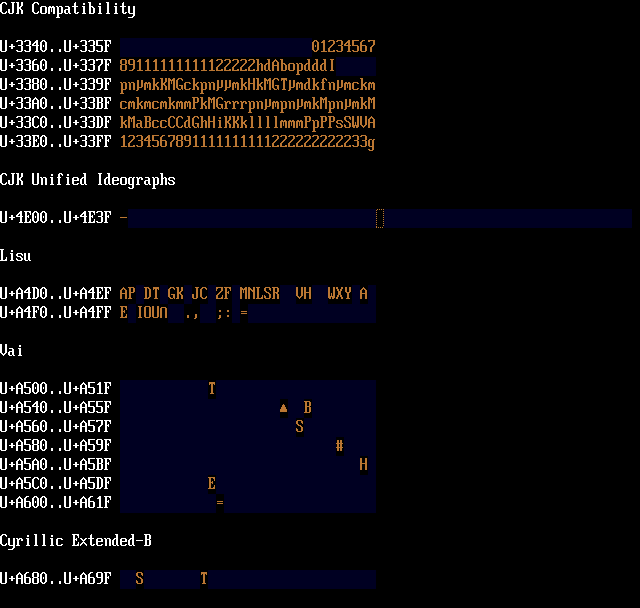 CJK Compatibility
U+3340..U+335F 01234567
U+3360..U+337F 89111111111122222hdAbopdddI
U+3380..U+339F pnµmkKMGckpnµµmkHkMGTµmdkfnµmckm
U+33A0..U+33BF cmkmcmkmmPkMGrrrpnµmpnµmkMpnµmkM
U+33C0..U+33DF kMaBccCCdGhHiKKkllllmmmPpPPsSWVA
U+33E0..U+33FF 1234567891111111111222222222233g
CJK Unified Ideographs
U+4E00..U+4E3F −
Lisu
U+A4D0..U+A4EF AP DT GK JC ZF MNLSR VH WXY A
U+A4F0..U+A4FF E IOU∩ ., ;: =
Vai
U+A500..U+A51F T
U+A540..U+A55F ▲ B
U+A560..U+A57F S
U+A580..U+A59F #
U+A5A0..U+A5BF H
U+A5C0..U+A5DF E
U+A600..U+A61F =
Cyrillic Extended-B
U+A680..U+A69F S T